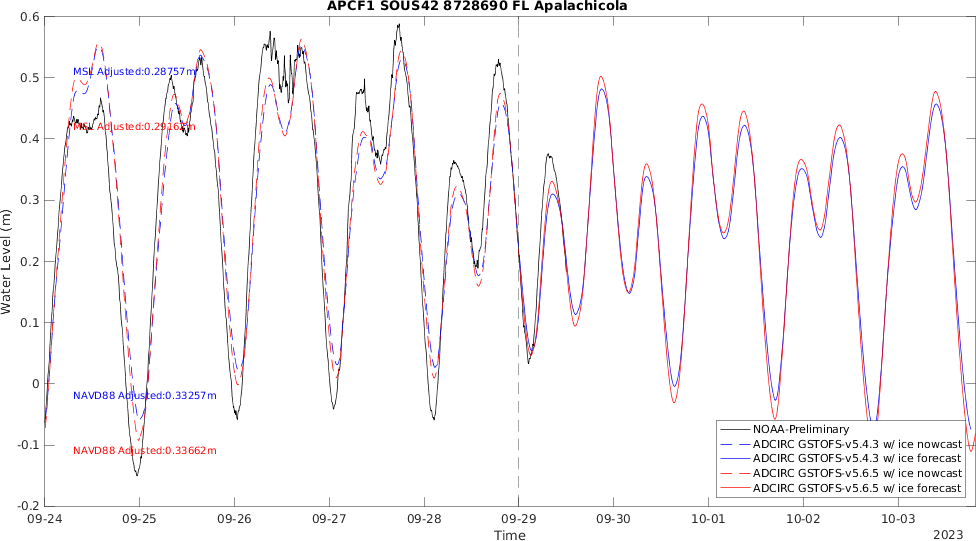 APCF1 SOUS42 8728690 FL Apalachicola
0.6
0.5
0.4
0.3
0.2
0.1
0
-0.1
-0.2
Water Level (m)
MSL Adjusted:0.28757m
MSL Adjusted:0.29162m
NAVD88 Adjusted:0.33257m
NAVD88 Adjusted:0.33662m
NOAA-Preliminary
ADCIRC GSTOFS-v5.4.3 w/ ice nowcast
ADCIRC GSTOFS-v5.4.3 w/ ice forecast
ADCIRC GSTOFS-v5.6.5 w/ ice nowcast
ADCIRC GSTOFS-v5.6.5 w/ ice forecast
09-24 09-25 09-26 09-27 09-28 09-29 09-30 10-01 10-02 10-03
Time
2023